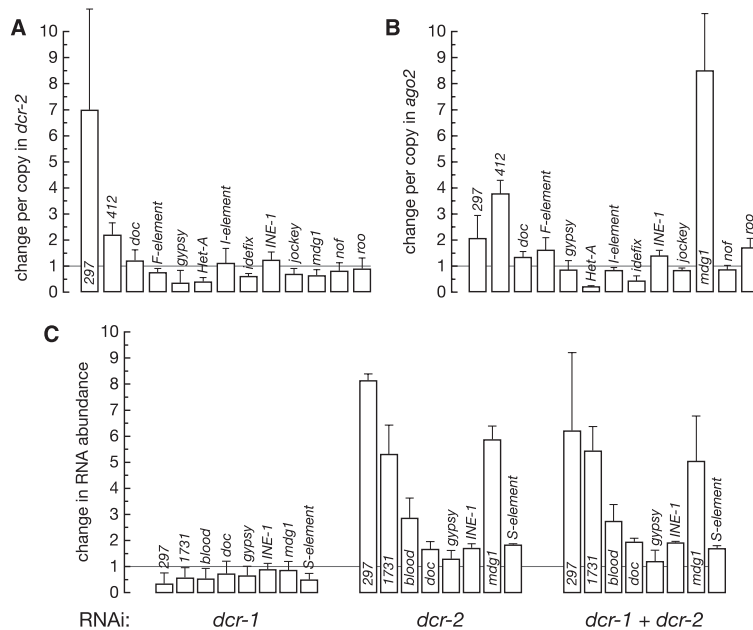 A
change per copy in dcr-2
10
9
8
7
6
5
4
3
2
1
0
297
412
doc
F-element
gypsy
Het-A
I-element
idefix
INE-1
jockey
mdg1
nof
roo
B
change per copy in ago2
10
9
8
7
6
5
4
3
2
1
0
297
412
doc
F-element
gypsy
Het-A
I-element
idefix
INE-1
jockey
mdg1
nof
roo
C
change in RNA abundance
10
9
8
7
6
5
4
3
2
1
0
297
1731
blood
doc
gypsy
INE-1
mdg1
S-element
297
1731
blood
doc
gypsy
INE-1
mdg1
S-element
297
1731
blood
doc
gypsy
INE-1
mdg1
S-element
RNAi: dcr-1 dcr-2 dcr-1 + dcr-2